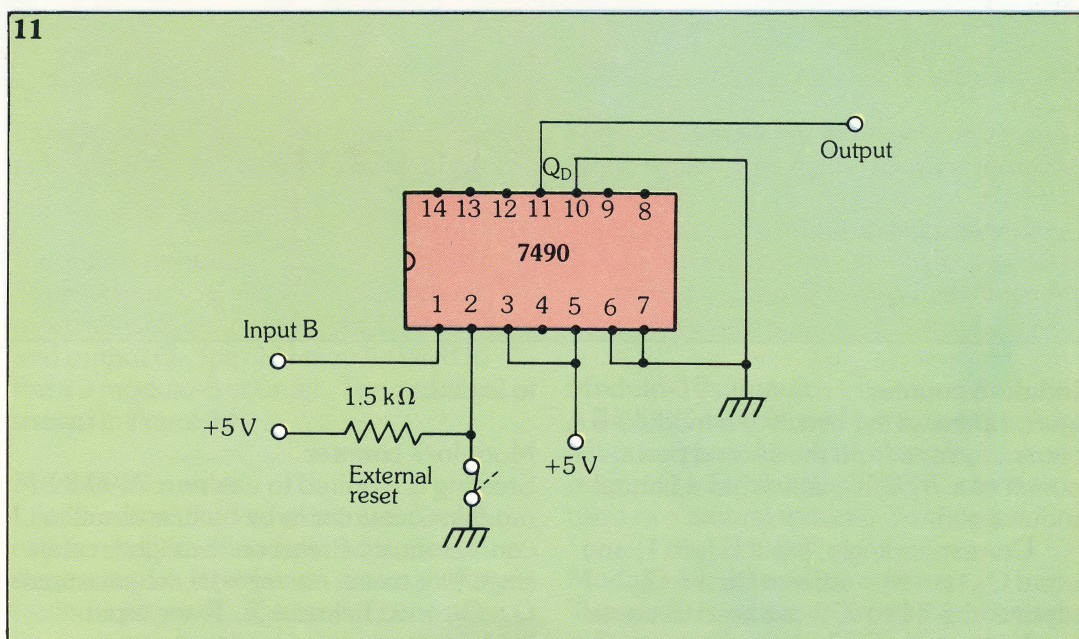 11
Output
Q_D
14 13 12 11 10 9 8
7490
1 2 3 4 5 6 7
Input B
1.5 kΩ
+5 V
External
reset
+5 V